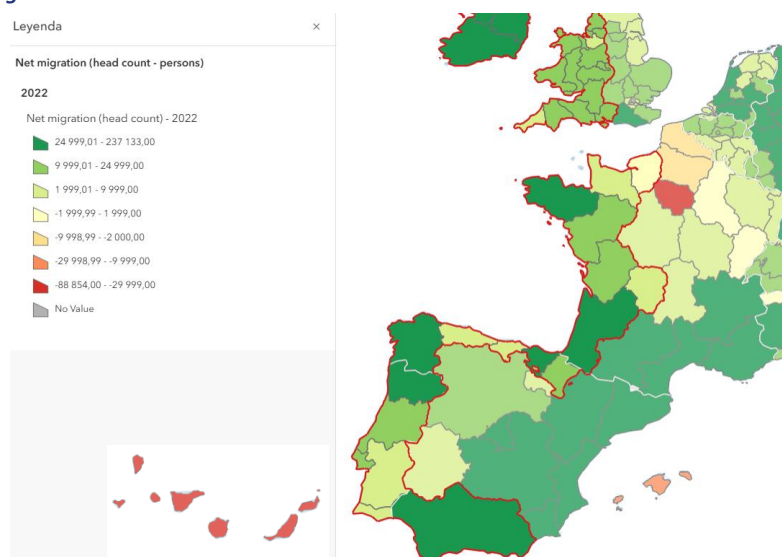 Leyenda ×
Net migration (head count - persons)
2022
Net migration (head count) - 2022
24 999,01 - 237 133,00
9 999,01 - 24 999,00
1 999,01 - 9 999,00
-1 999,99 - 1 999,00
-9 998,99 - -2 000,00
-29 998,99 - -9 999,00
-88 854,00 - -29 999,00
No Value